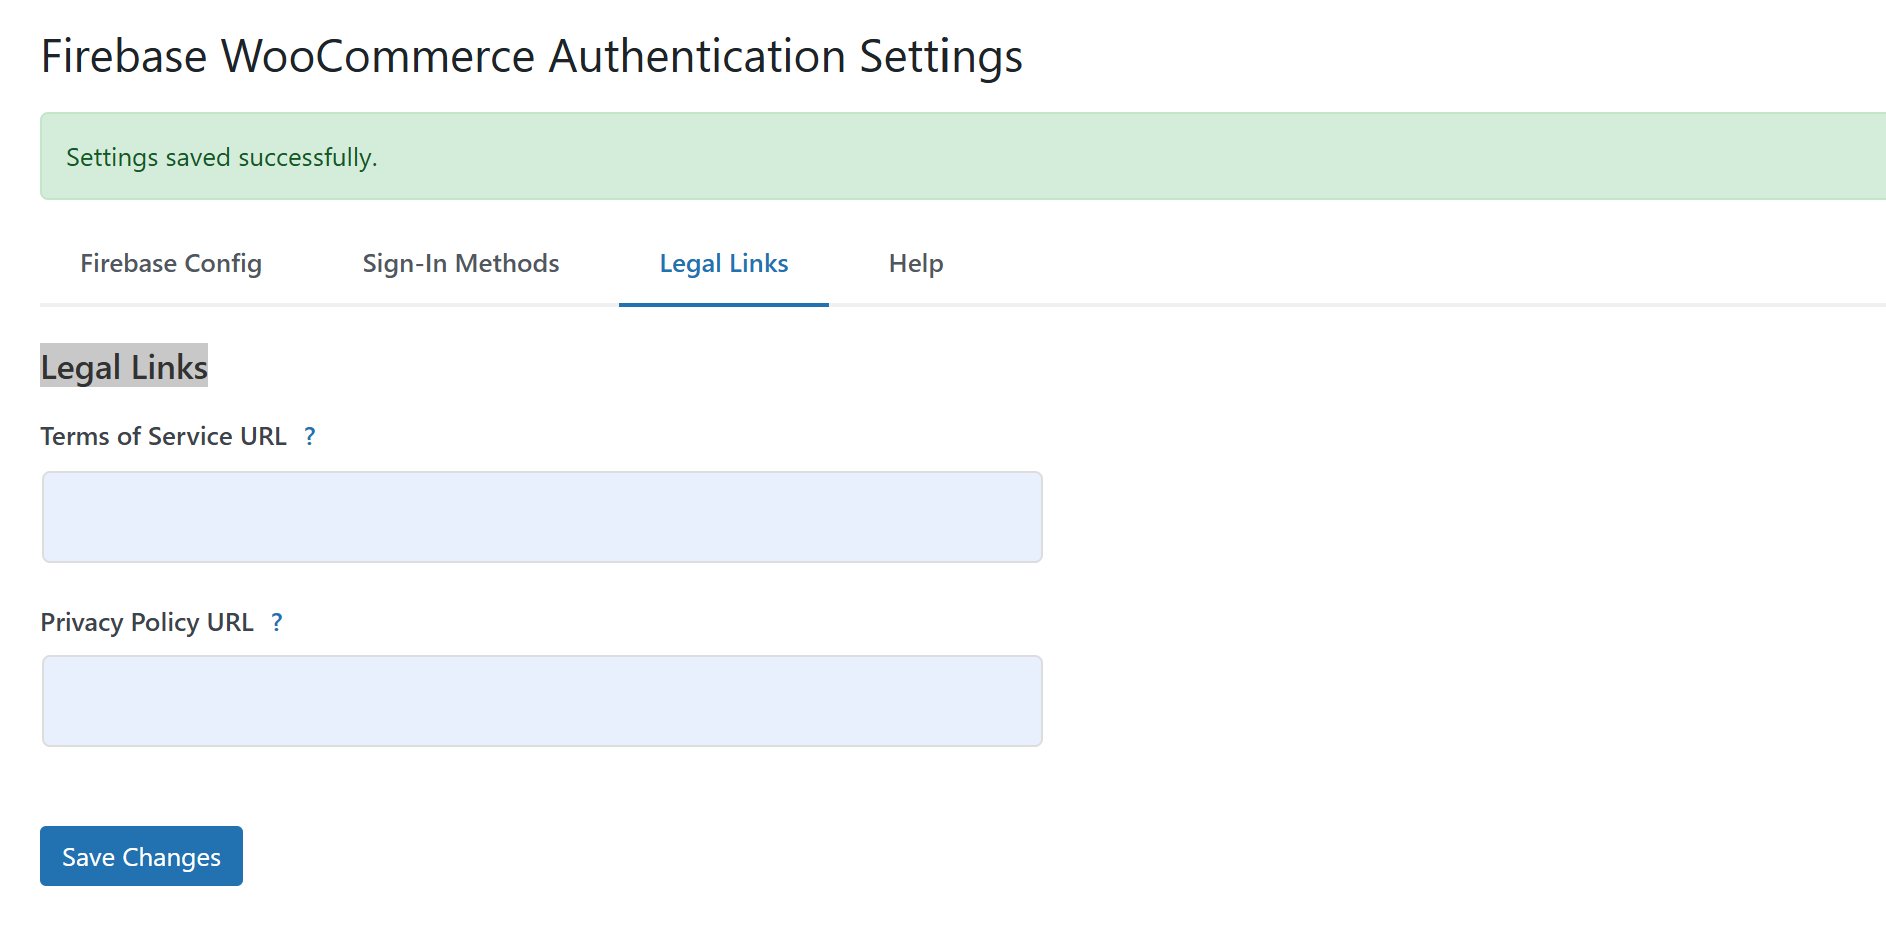 Firebase WooCommerce Authentication Settings
Settings saved successfully.
Firebase Config Sign-In Methods Legal Links Help
Legal Links
Terms of Service URL ?
Privacy Policy URL ?
Save Changes